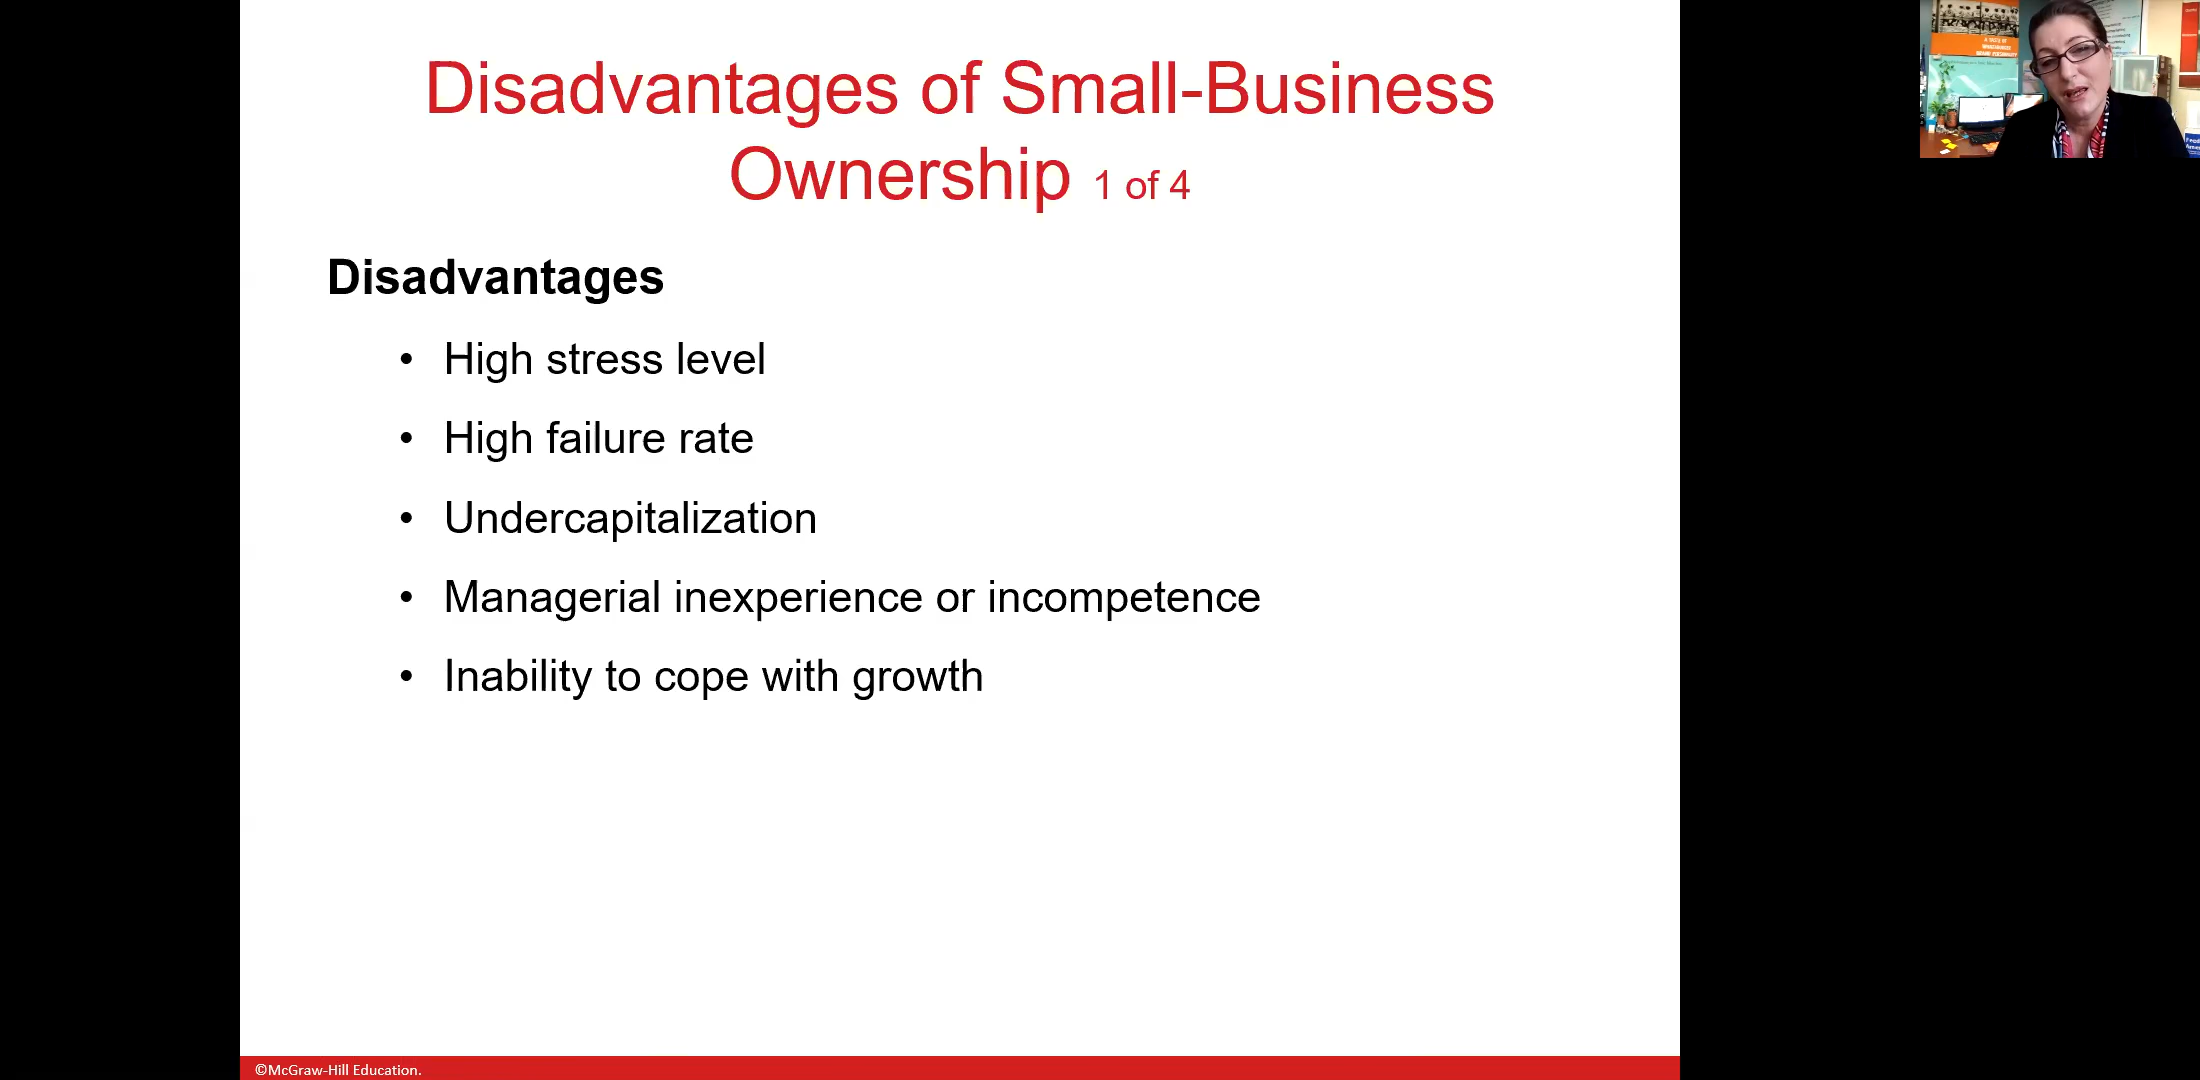 Disadvantages of Small-Business
Ownership 1 of 4
Disadvantages
• High stress level
• High failure rate
• Undercapitalization
• Managerial inexperience or incompetence
• Inability to cope with growth
©McGraw-Hill Education.